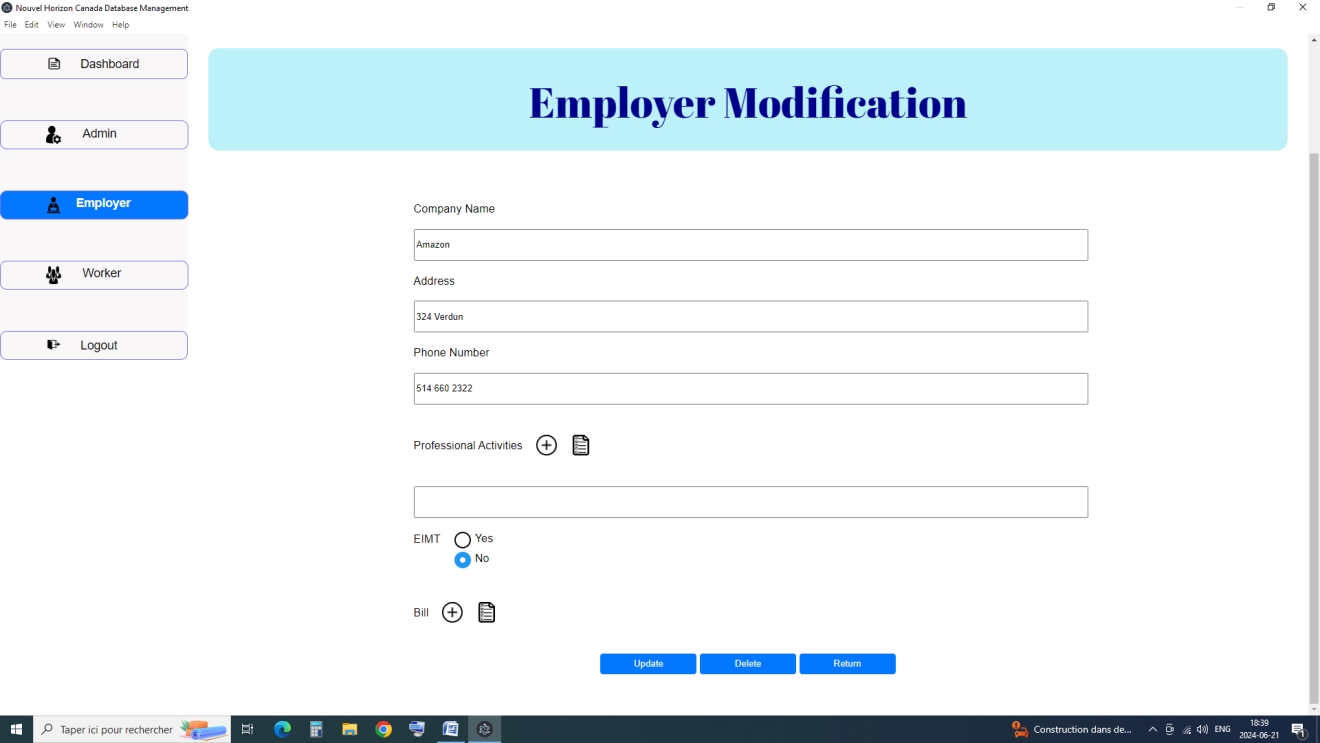 Nouvel Horizon Canada Database Management
File Edit View Window Help
Dashboard
Admin
Employer
Worker
Logout
Employer Modification
Company Name
Amazon
Address
324 Verdun
Phone Number
514 660 2322
Professional Activities
EIMT Yes
No
Bill
Update Delete Return
Taper ici pour rechercher
Construction dans de...
ENG
18:39
2024-06-21
1